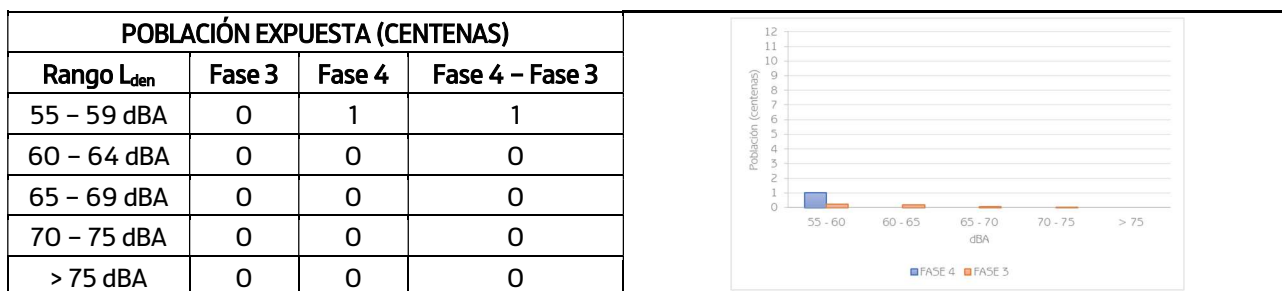 POBLACIÓN EXPUESTA (CENTENAS)
Rango Lden Fase 3 Fase 4 Fase 4 – Fase 3
55 – 59 dBA 0 1 1
60 – 64 dBA 0 0 0
65 – 69 dBA 0 0 0
70 – 75 dBA 0 0 0
> 75 dBA 0 0 0
Población (centenas)
12
11
10
9
8
7
6
5
4
3
2
1
0
55 - 60 60 - 65 65 - 70 70 - 75 > 75
dBA
FASE 4 FASE 3